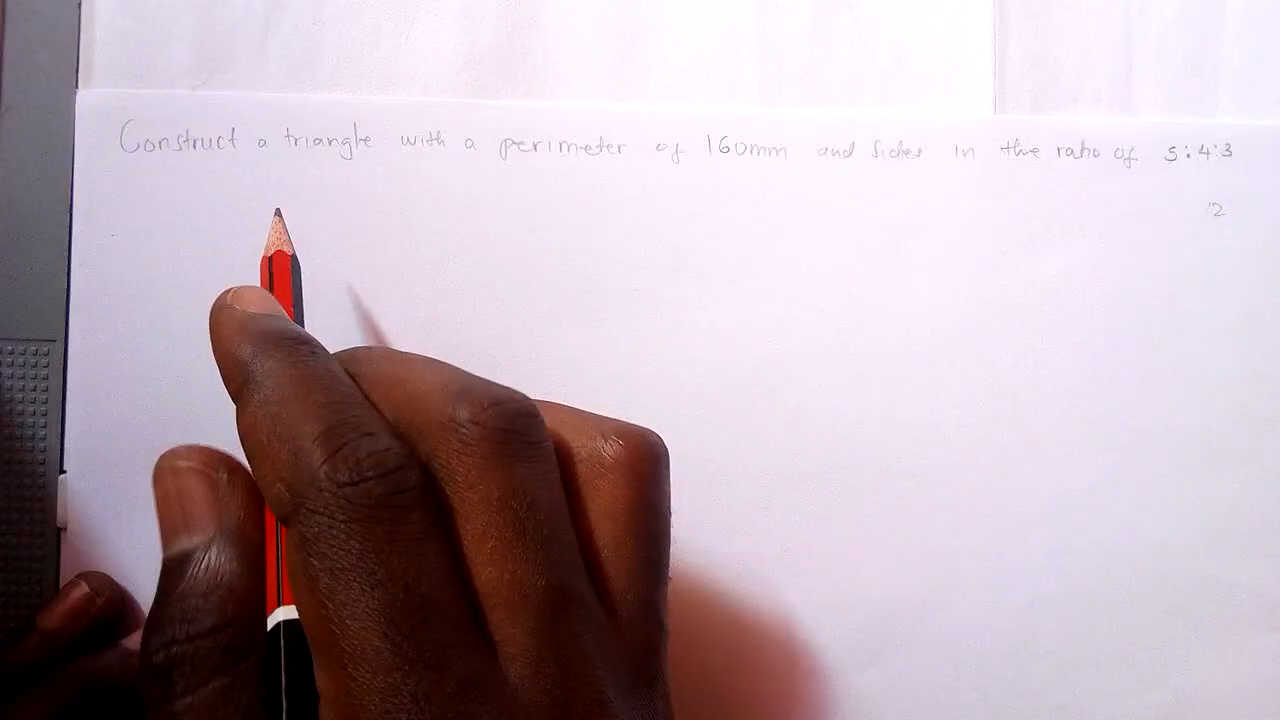 Construct a triangle with a perimeter of 160mm and sides in the ratio of 5:4:3
12